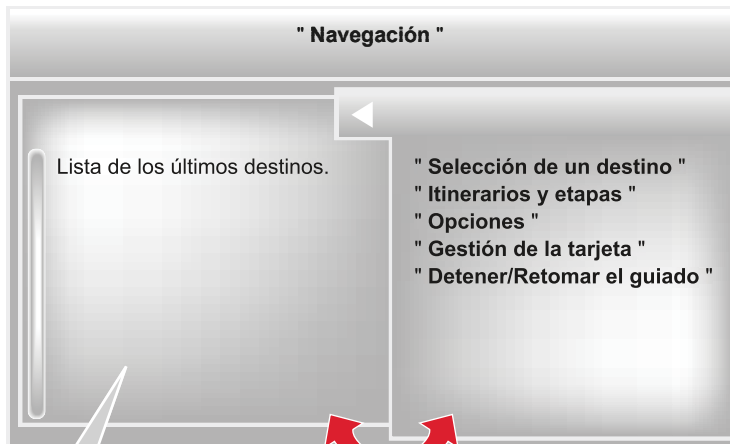 " Navegación "
Lista de los últimos destinos.
" Selección de un destino "
" Itinerarios y etapas "
" Opciones "
" Gestión de la tarjeta "
" Detener/Retomar el guiado "